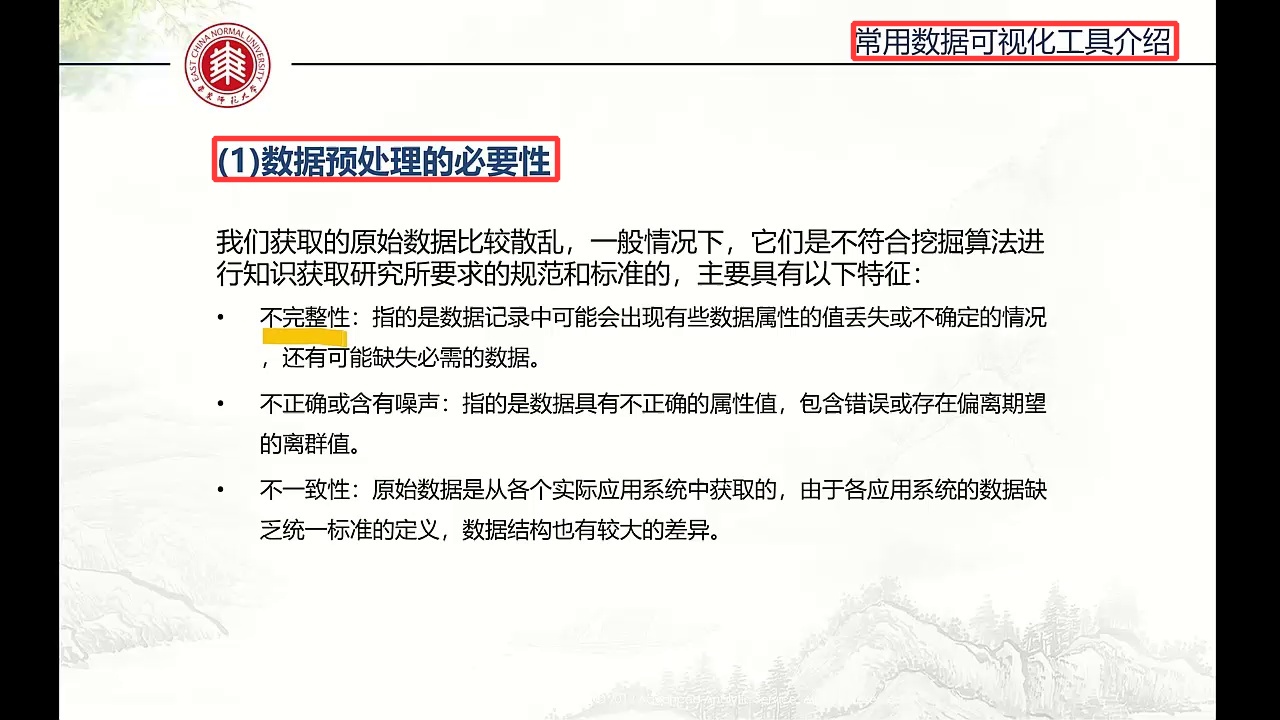 EAST CHINA NORMAL UNIVERSITY
华东师范大学
常用数据可视化工具介绍
(1)数据预处理的必要性
我们获取的原始数据比较散乱，一般情况下，它们是不符合挖掘算法进
行知识获取研究所要求的规范和标准的，主要具有以下特征：
• 不完整性：指的是数据记录中可能会出现有些数据属性的值丢失或不确定的情况
，还有可能缺失必需的数据。
• 不正确或含有噪声：指的是数据具有不正确的属性值，包含错误或存在偏离期望
的离群值。
• 不一致性：原始数据是从各个实际应用系统中获取的，由于各应用系统的数据缺
乏统一标准的定义，数据结构也有较大的差异。